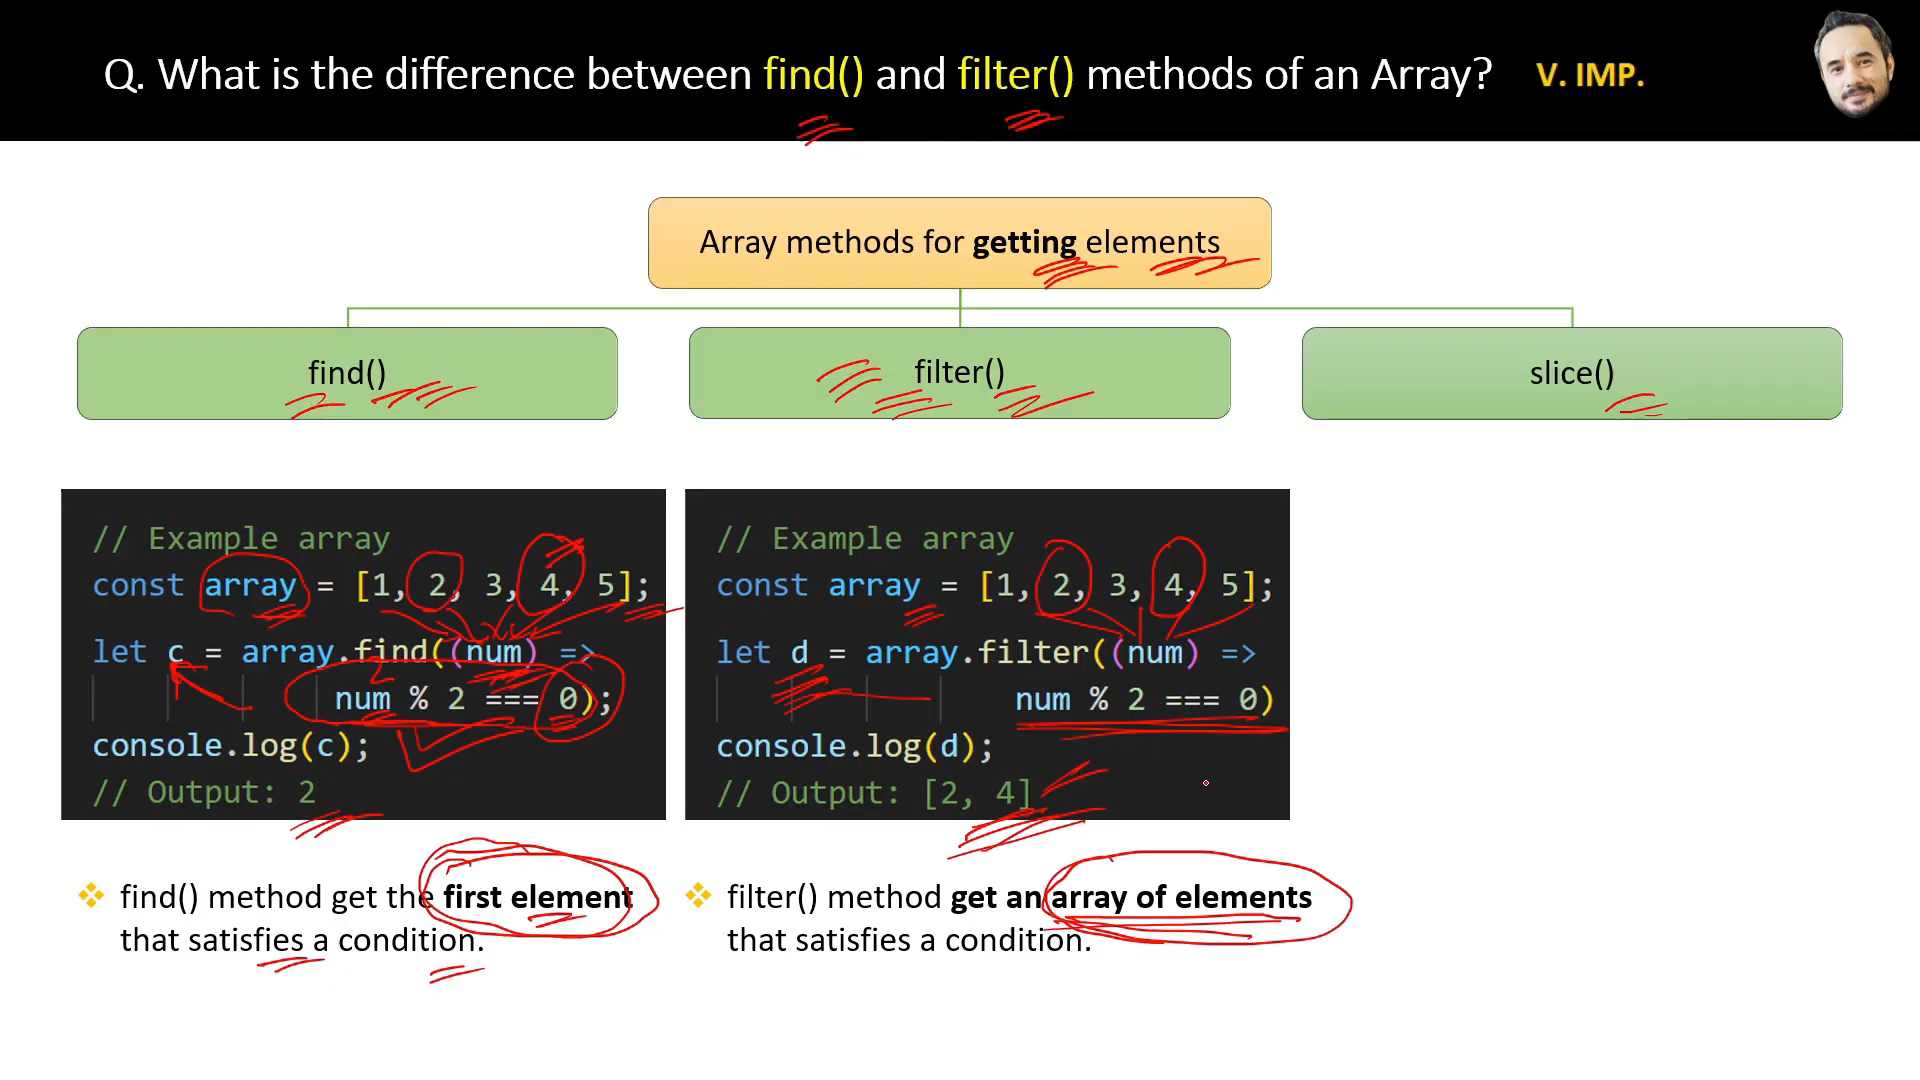 Q. What is the difference between find() and filter() methods of an Array? V. IMP.
Array methods for getting elements
find()
filter()
slice()
// Example array
const array = [1, 2, 3, 4, 5];
let c = array.find((num) =>
num % 2 === 0);
console.log(c);
// Output: 2
// Example array
const array = [1, 2, 3, 4, 5];
let d = array.filter((num) =>
num % 2 === 0)
console.log(d);
// Output: [2, 4]
find() method get the first element
that satisfies a condition.
filter() method get an array of elements
that satisfies a condition.